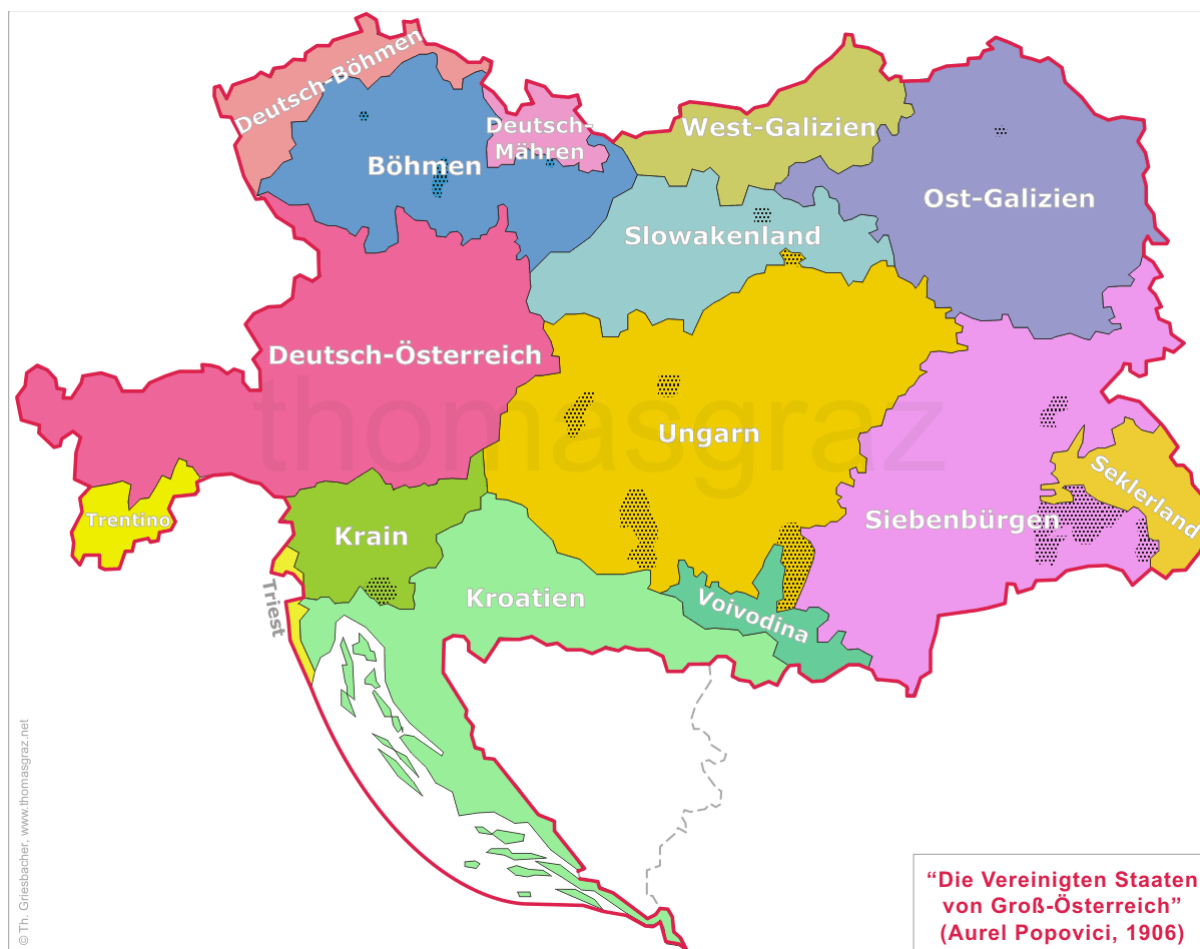 Deutsch-Böhmen
Deutsch-
Mähren
Böhmen
West-Galizien
Ost-Galizien
Slowakenland
Deutsch-Österreich
thomasgraz
Ungarn
Seklerland
Siebenbürgen
Trentino
Krain
Triest
Kroatien
Voivodina
© Th. Griesbacher, www.thomasgraz.net
“Die Vereinigten Staaten
von Groß-Österreich”
(Aurel Popovici, 1906)